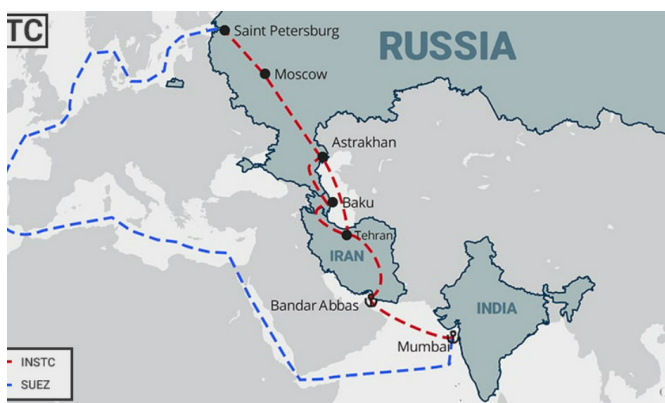 TC
Saint Petersburg
RUSSIA
Moscow
Astrakhan
Baku
Tehran
IRAN
Bandar Abbas
INDIA
Mumbai
INSTC
SUEZ